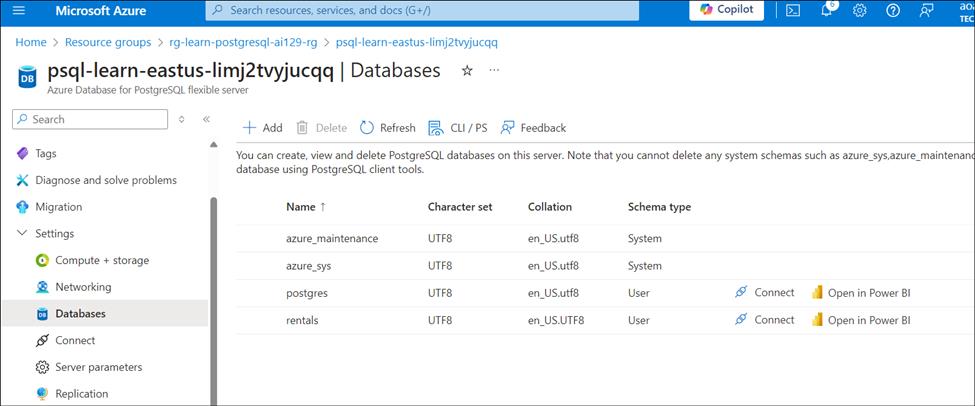 Microsoft Azure
Search resources, services, and docs (G+/)
Copilot
6
Home > Resource groups > rg-learn-postgresql-ai129-rg > psql-learn-eastus-limj2tvyjucqq
psql-learn-eastus-limj2tvyjucqq | Databases
Azure Database for PostgreSQL flexible server
Search
Tags
Diagnose and solve problems
Migration
Settings
Compute + storage
Networking
Databases
Connect
Server parameters
Replication
Add Delete Refresh CLI / PS Feedback
You can create, view and delete PostgreSQL databases on this server. Note that you cannot delete any system schemas such as azure_sys,azure_maintenanc
database using PostgreSQL client tools.
Name ↑ Character set Collation Schema type
azure_maintenance UTF8 en_US.utf8 System
azure_sys UTF8 en_US.utf8 System
postgres UTF8 en_US.utf8 User Connect Open in Power BI
rentals UTF8 en_US.UTF8 User Connect Open in Power BI